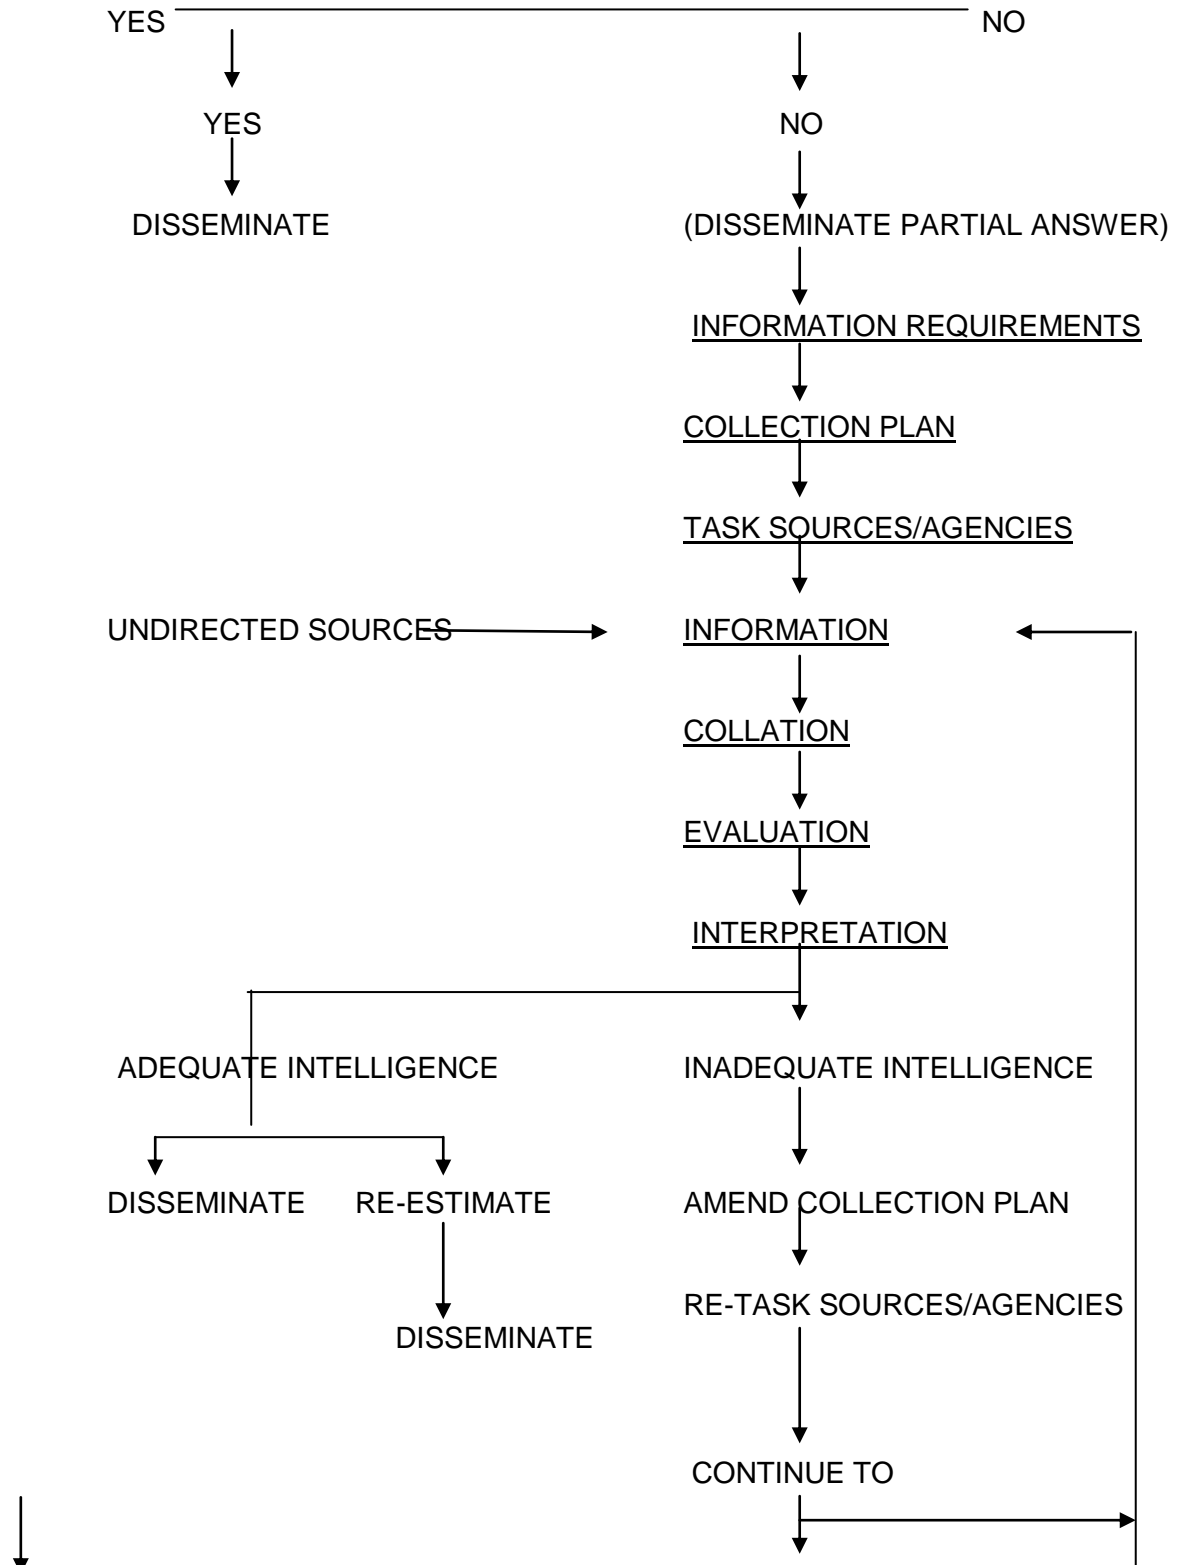 YES NO
YES NO
DISSEMINATE (DISSEMINATE PARTIAL ANSWER)
INFORMATION REQUIREMENTS
COLLECTION PLAN
TASK SOURCES/AGENCIES
UNDIRECTED SOURCES INFORMATION
COLLATION
EVALUATION
INTERPRETATION
ADEQUATE INTELLIGENCE INADEQUATE INTELLIGENCE
DISSEMINATE RE-ESTIMATE AMEND COLLECTION PLAN
RE-TASK SOURCES/AGENCIES
DISSEMINATE
CONTINUE TO